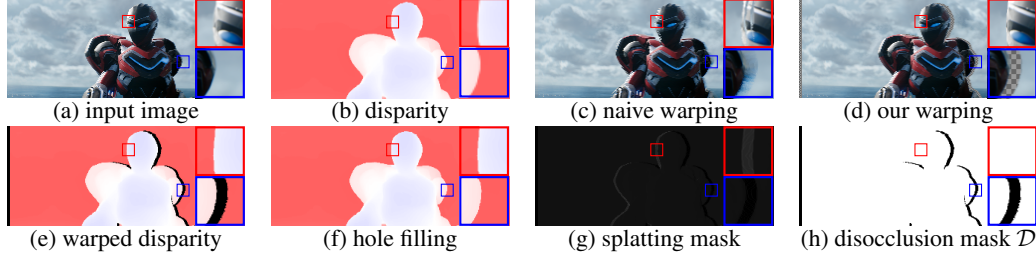 (a) input image
(b) disparity
(c) naive warping
(d) our warping
(e) warped disparity
(f) hole filling
(g) splatting mask
(h) disocclusion mask 𝒟